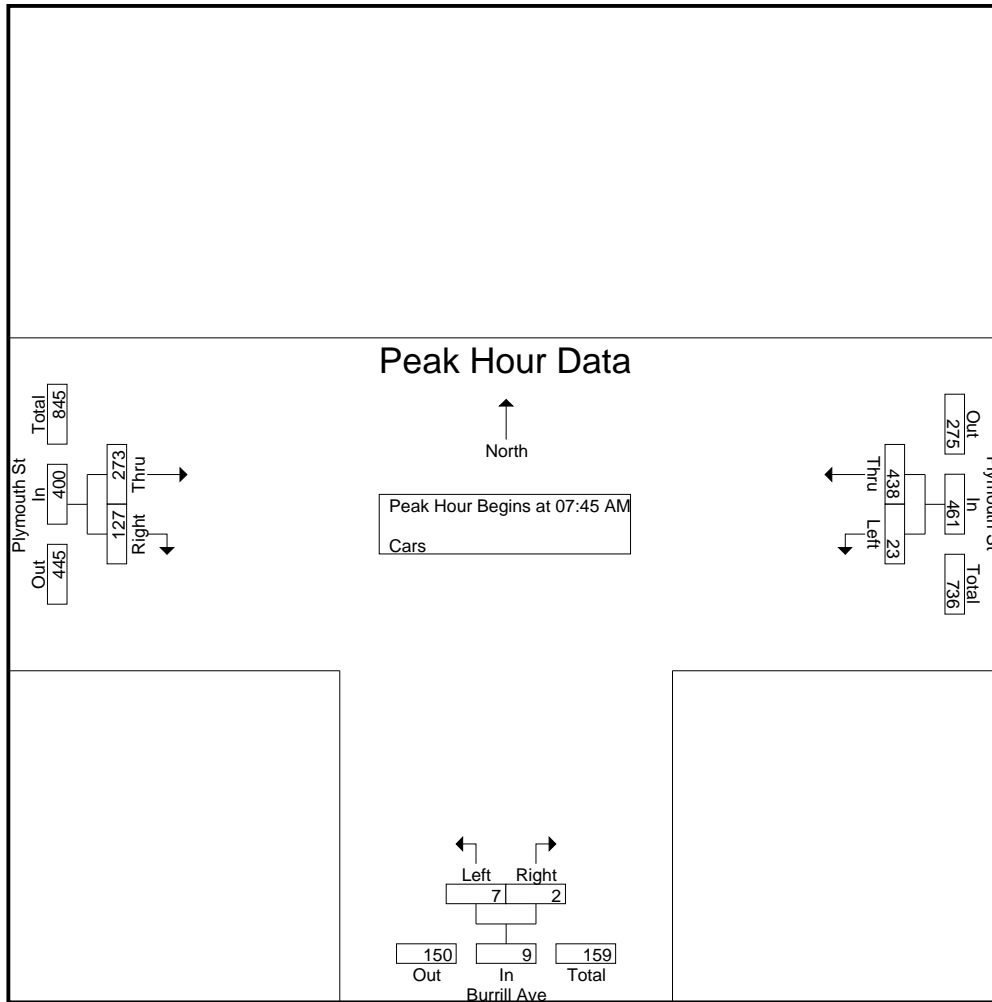 Peak Hour Data
North
Peak Hour Begins at 07:45 AM
Cars
Plymouth St
Total
845
In
400
Out
445
273
Thru
127
Right
Plymouth St
Out
275
In
461
Total
736
438
Thru
23
Left
Left Right
7 2
150 9 159
Out In Total
Burrill Ave